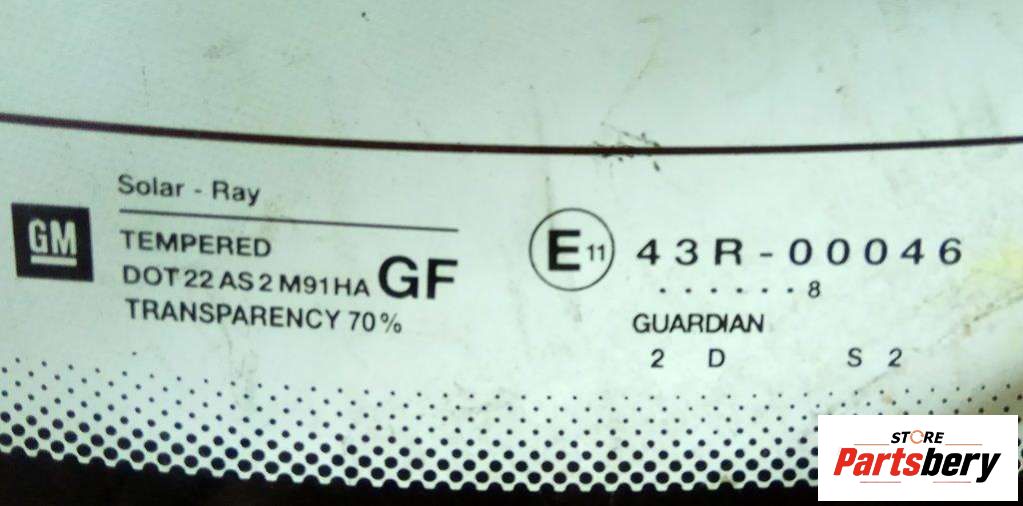 Solar - Ray
GM
TEMPERED
DOT 22 AS 2 M91HA GF
TRANSPARENCY 70%
E 11 43R-00046
. . . . . . 8
GUARDIAN
2 D S 2
STORE
Partsbery